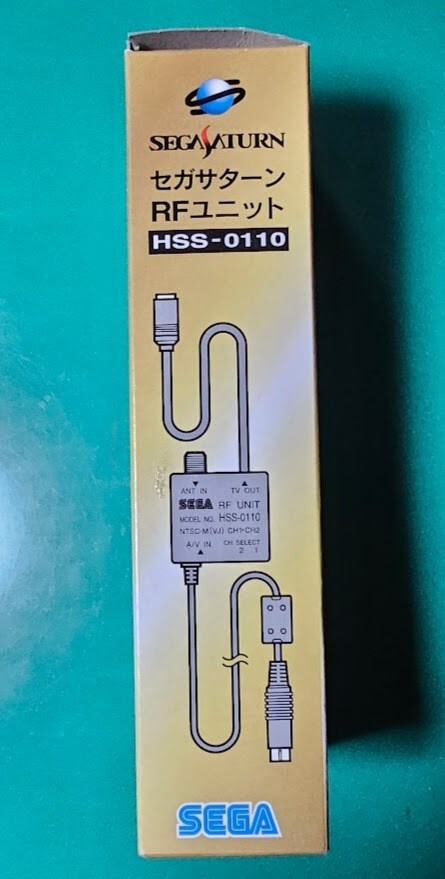 SEGA SATURN
セガサターン
RFユニット
HSS-0110
ANT IN TV OUT
SEGA RF UNIT
MODEL NO. HSS-0110
NTSC-M(VJ) CH1•CH2
A/V IN CH SELECT
2 1
SEGA